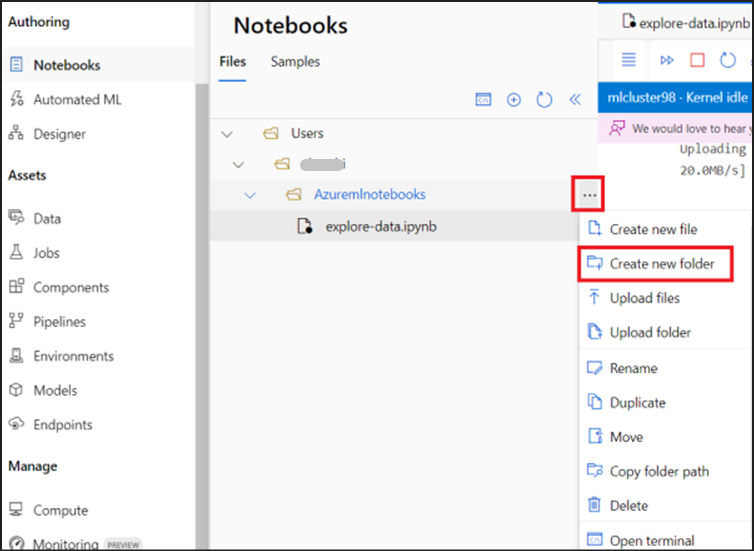 Authoring
Notebooks
Automated ML
Designer
Assets
Data
Jobs
Components
Pipelines
Environments
Models
Endpoints
Manage
Compute
Monitoring PREVIEW
Notebooks
Files Samples
Users
Azuremlnotebooks
explore-data.ipynb
explore-data.ipynb
mlcluster98 · Kernel idle
We would love to hear
Uploading
20.0MB/s]
...
Create new file
Create new folder
Upload files
Upload folder
Rename
Duplicate
Move
Copy folder path
Delete
Open terminal